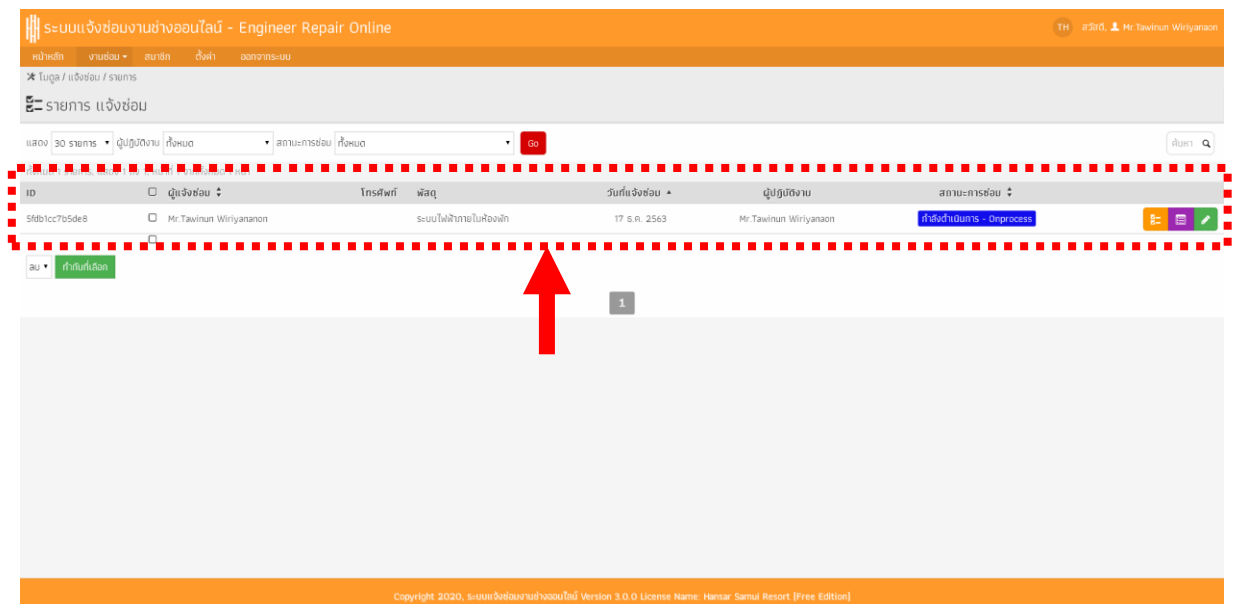 ระบบแจ้งซ่อมงานช่างออนไลน์ - Engineer Repair Online
TH สวัสดี, Mr.Tawinun Wiriyanaon
หน้าหลัก งานซ่อม สมาชิก ตั้งค่า ออกจากระบบ
โมดูล / แจ้งซ่อม / รายการ
รายการ แจ้งซ่อม
แสดง 30 รายการ ผู้ปฏิบัติงาน ทั้งหมด สถานะการซ่อม ทั้งหมด Go ค้นหา
ID ผู้แจ้งซ่อม โทรศัพท์ พัสดุ วันที่แจ้งซ่อม ผู้ปฏิบัติงาน สถานะการซ่อม
5fdb1cc7b5de8 Mr.Tawinun Wiriyananon ระบบไฟฟ้าภายในห้องพัก 17 ธ.ค. 2563 Mr.Tawinun Wiriyanaon กำลังดำเนินการ - Onprocess
ลบ ทำกับที่เลือก
1
Copyright 2020, ระบบแจ้งซ่อมงานช่างออนไลน์ Version 3.0.0 License Name: Hansar Samui Resort [Free Edition]